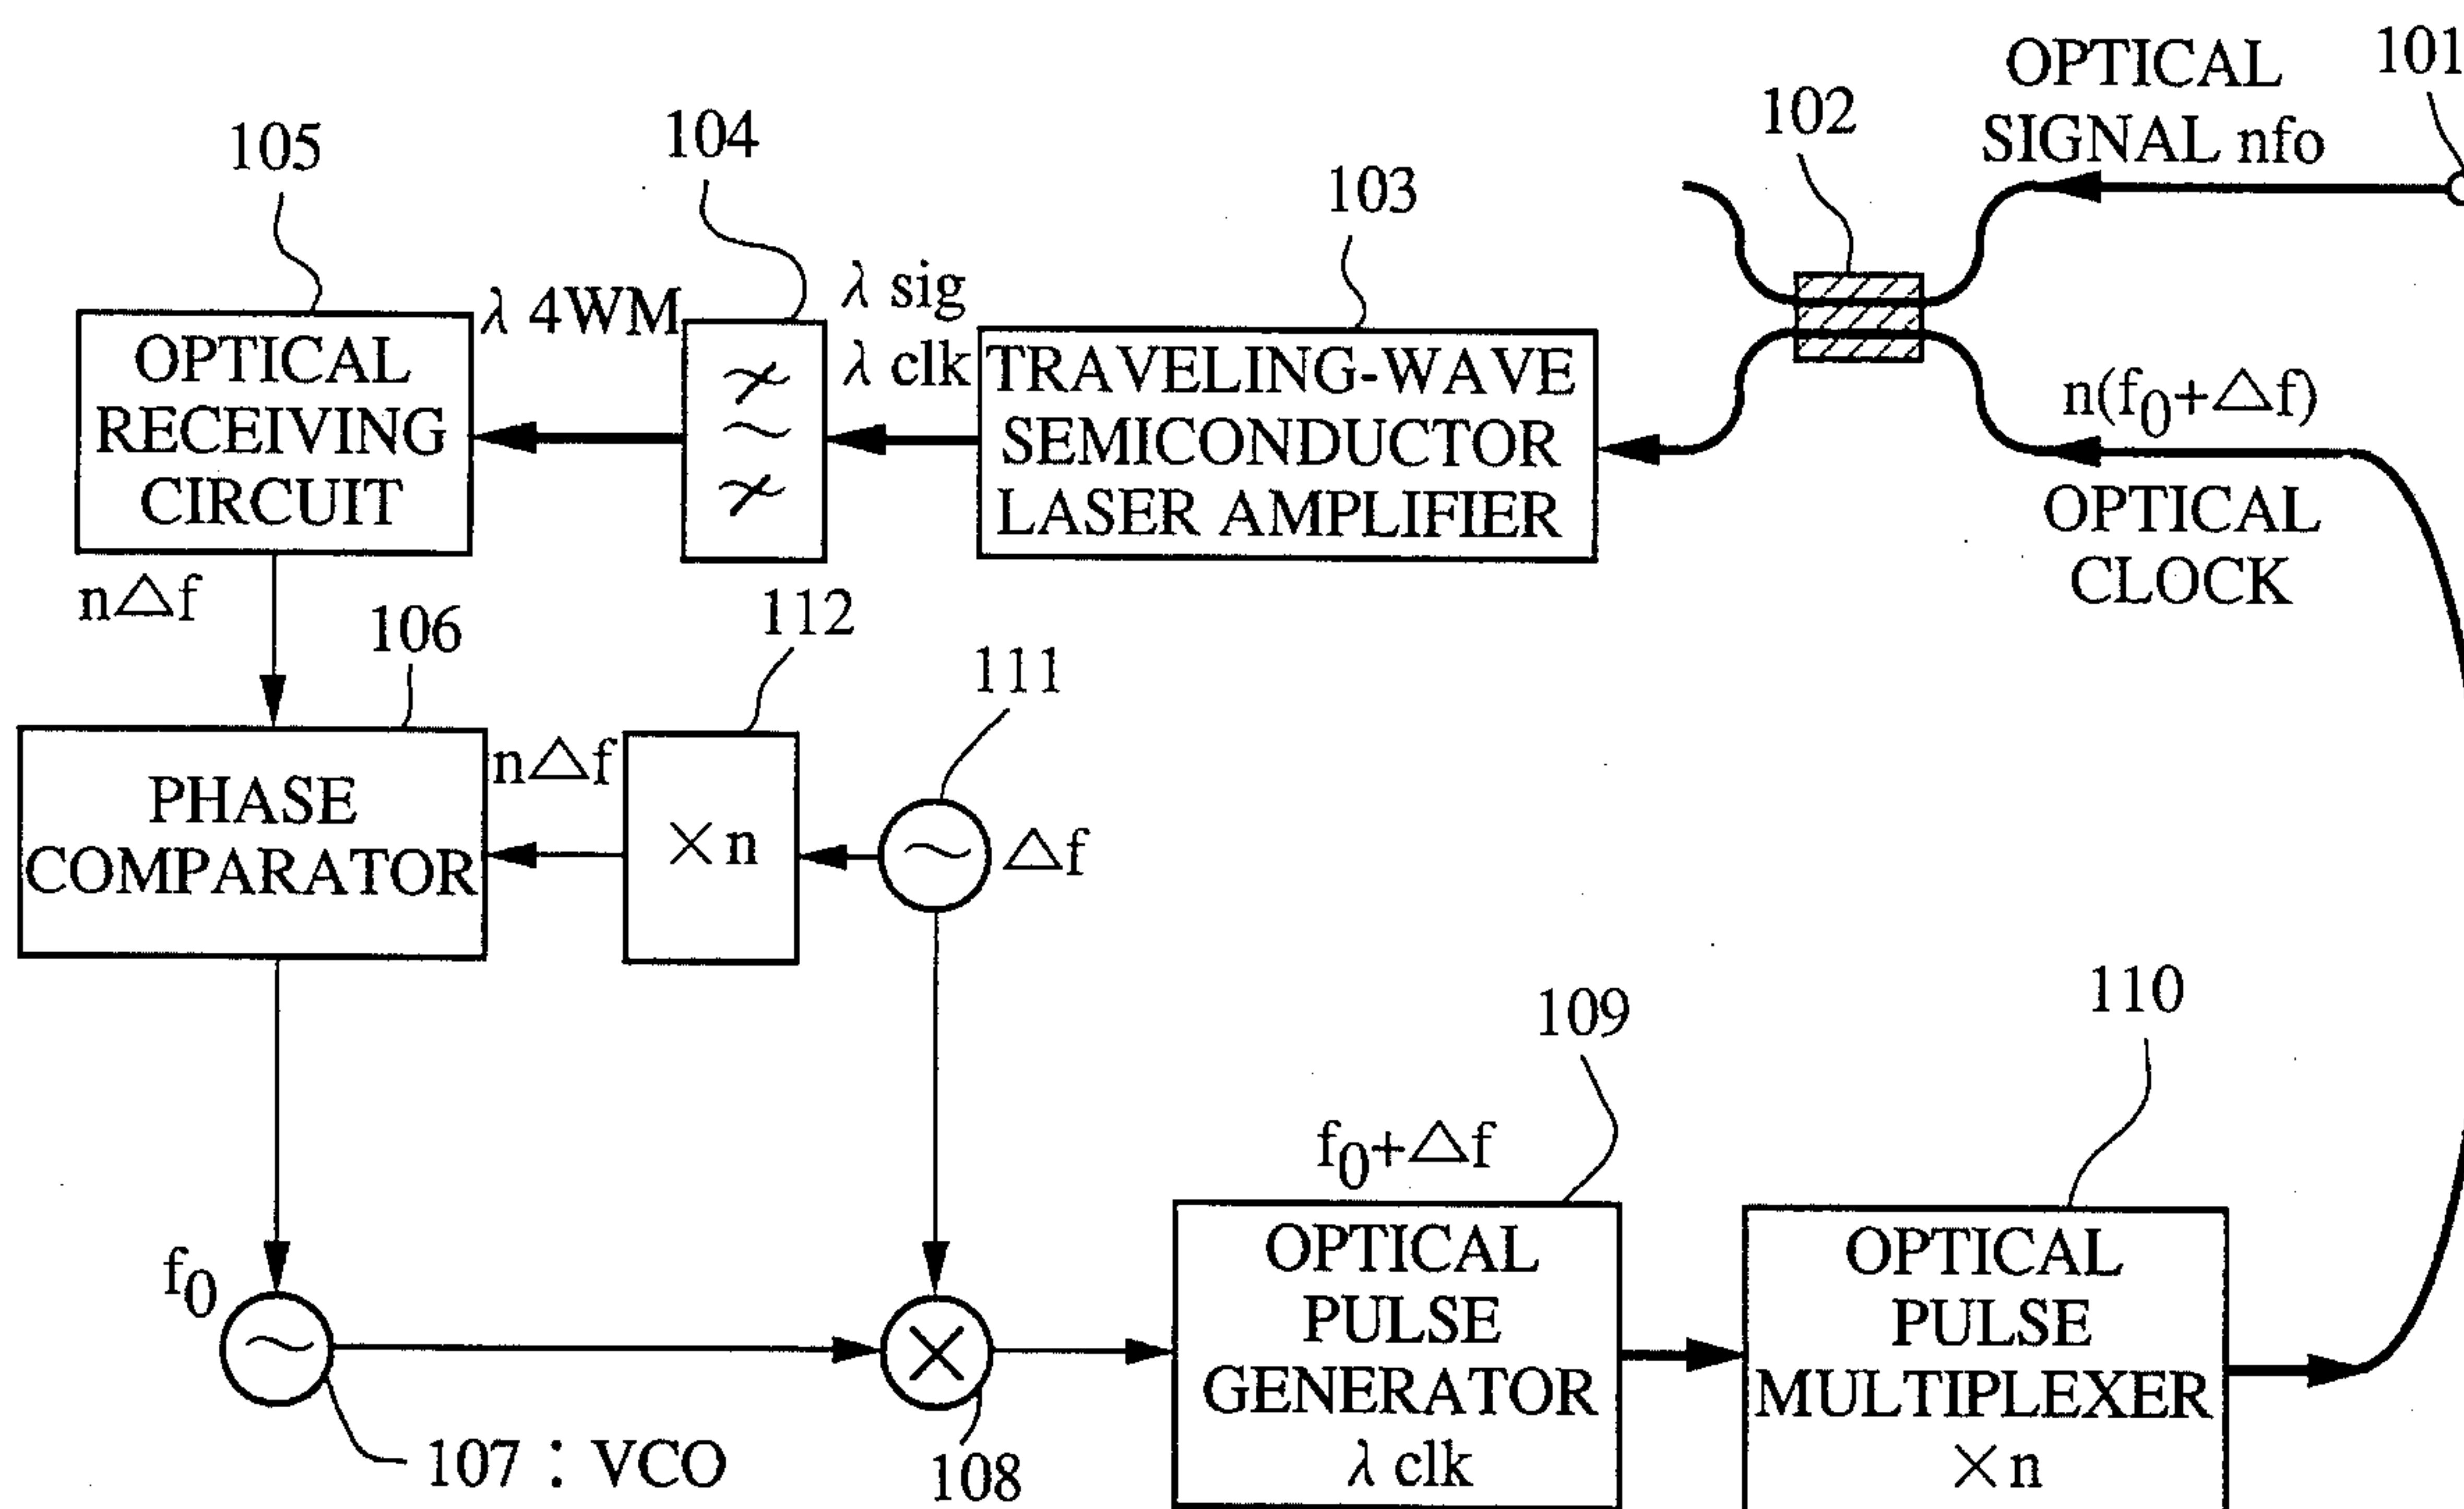 OPTICAL
SIGNAL nfo
101
102
103
104
105
λ sig
λ clk
λ 4WM
OPTICAL
RECEIVING
CIRCUIT
TRAVELING-WAVE
SEMICONDUCTOR
LASER AMPLIFIER
n(f0+△f)
OPTICAL
CLOCK
n△f
106
112
111
PHASE
COMPARATOR
n△f
×n
△f
109
110
f0+△f
f0
OPTICAL
PULSE
GENERATOR
λ clk
OPTICAL
PULSE
MULTIPLEXER
×n
107 : VCO
108